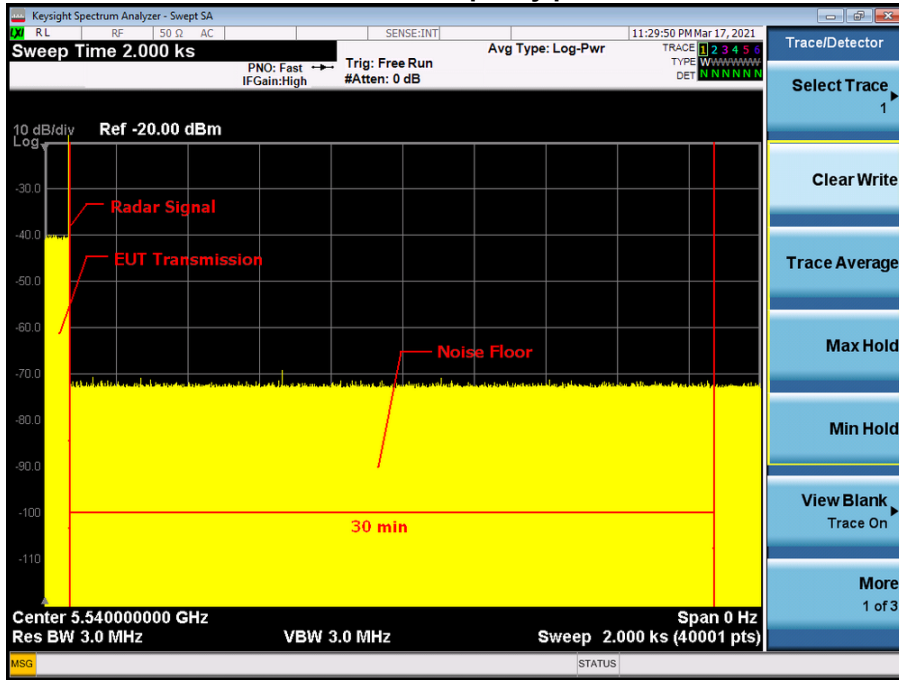 Keysight Spectrum Analyzer - Swept SA
LXI RL RF 50 Ω AC SENSE:INT 11:29:50 PM Mar 17, 2021
Sweep Time 2.000 ks
PNO: Fast
IFGain:High
Trig: Free Run
#Atten: 0 dB
Avg Type: Log-Pwr
TRACE 1 2 3 4 5 6
TYPE WWWWWW
DET N N N N N N
Trace/Detector
Select Trace
1
10 dB/div Ref -20.00 dBm
Log
-30.0
Radar Signal
-40.0
EUT Transmission
-50.0
-60.0
Noise Floor
-70.0
-80.0
-90.0
-100
30 min
-110
Clear Write
Trace Average
Max Hold
Min Hold
View Blank
Trace On
More
1 of 3
Center 5.540000000 GHz Span 0 Hz
Res BW 3.0 MHz VBW 3.0 MHz Sweep 2.000 ks (40001 pts)
MSG STATUS